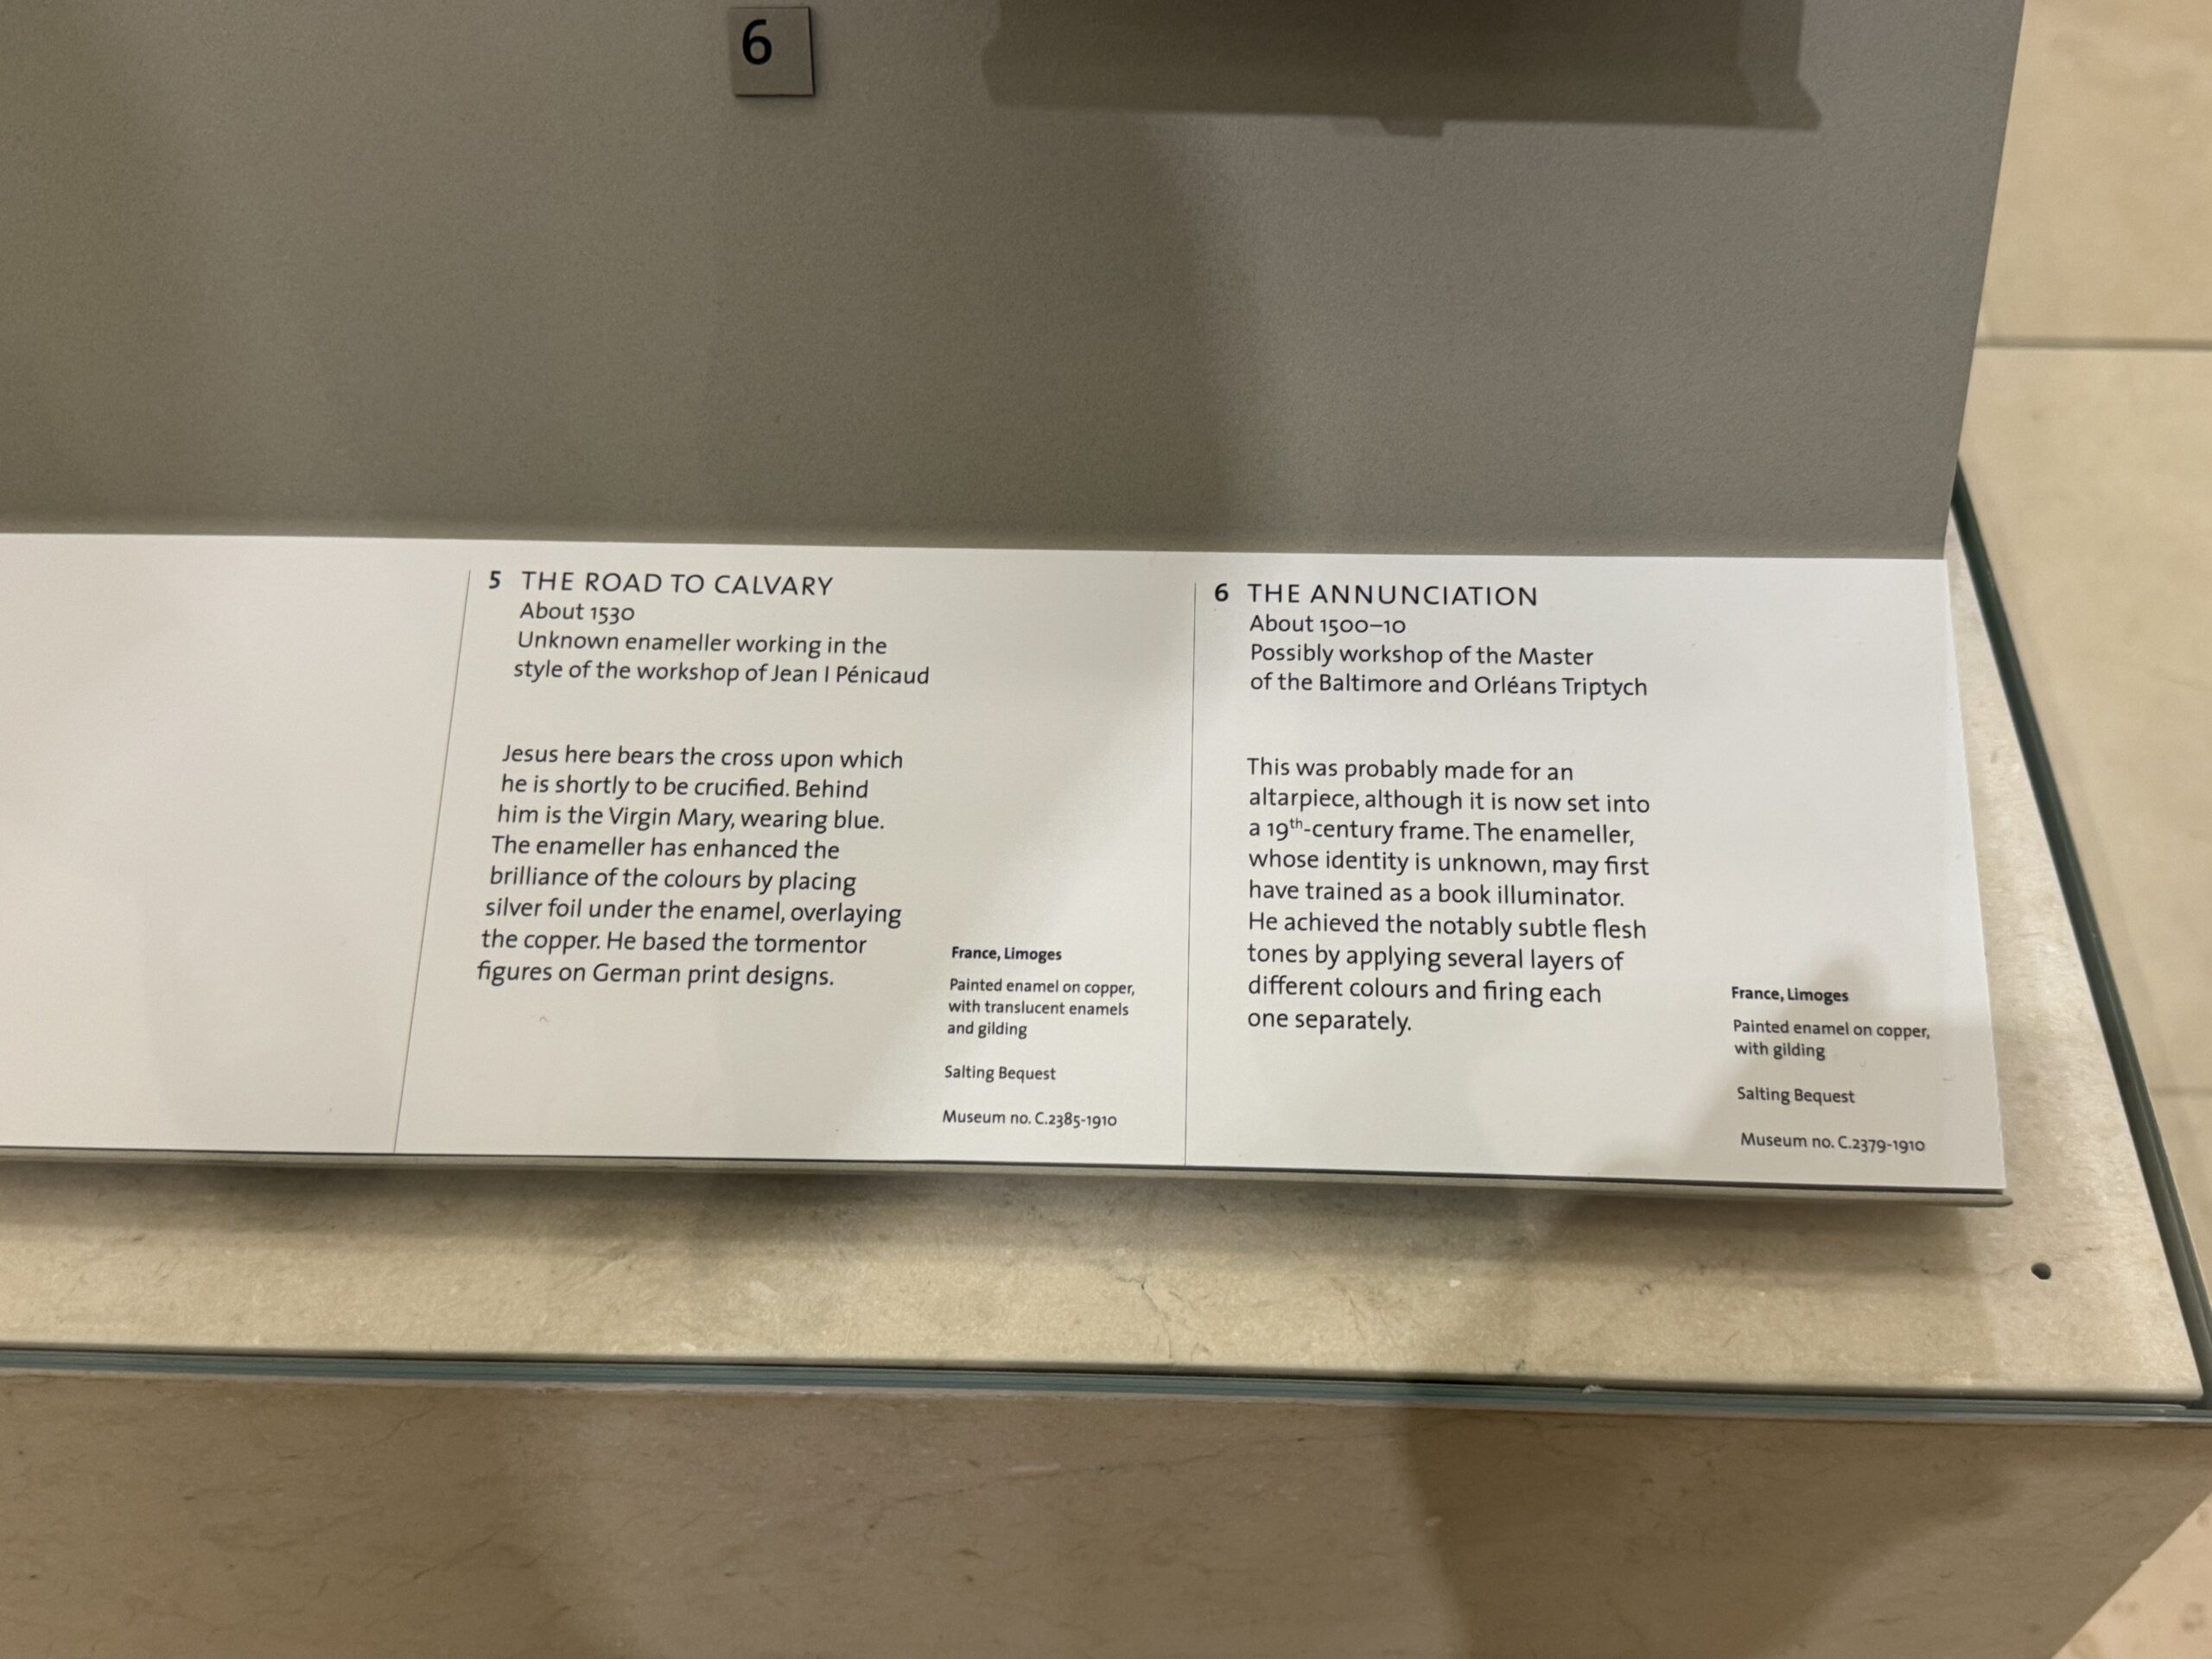 6
5 THE ROAD TO CALVARY
About 1530
Unknown enameller working in the
style of the workshop of Jean I Pénicaud
Jesus here bears the cross upon which
he is shortly to be crucified. Behind
him is the Virgin Mary, wearing blue.
The enameller has enhanced the
brilliance of the colours by placing
silver foil under the enamel, overlaying
the copper. He based the tormentor
figures on German print designs.
France, Limoges
Painted enamel on copper,
with translucent enamels
and gilding
Salting Bequest
Museum no. C.2385-1910
6 THE ANNUNCIATION
About 1500–10
Possibly workshop of the Master
of the Baltimore and Orléans Triptych
This was probably made for an
altarpiece, although it is now set into
a 19th-century frame. The enameller,
whose identity is unknown, may first
have trained as a book illuminator.
He achieved the notably subtle flesh
tones by applying several layers of
different colours and firing each
one separately.
France, Limoges
Painted enamel on copper,
with gilding
Salting Bequest
Museum no. C.2379-1910